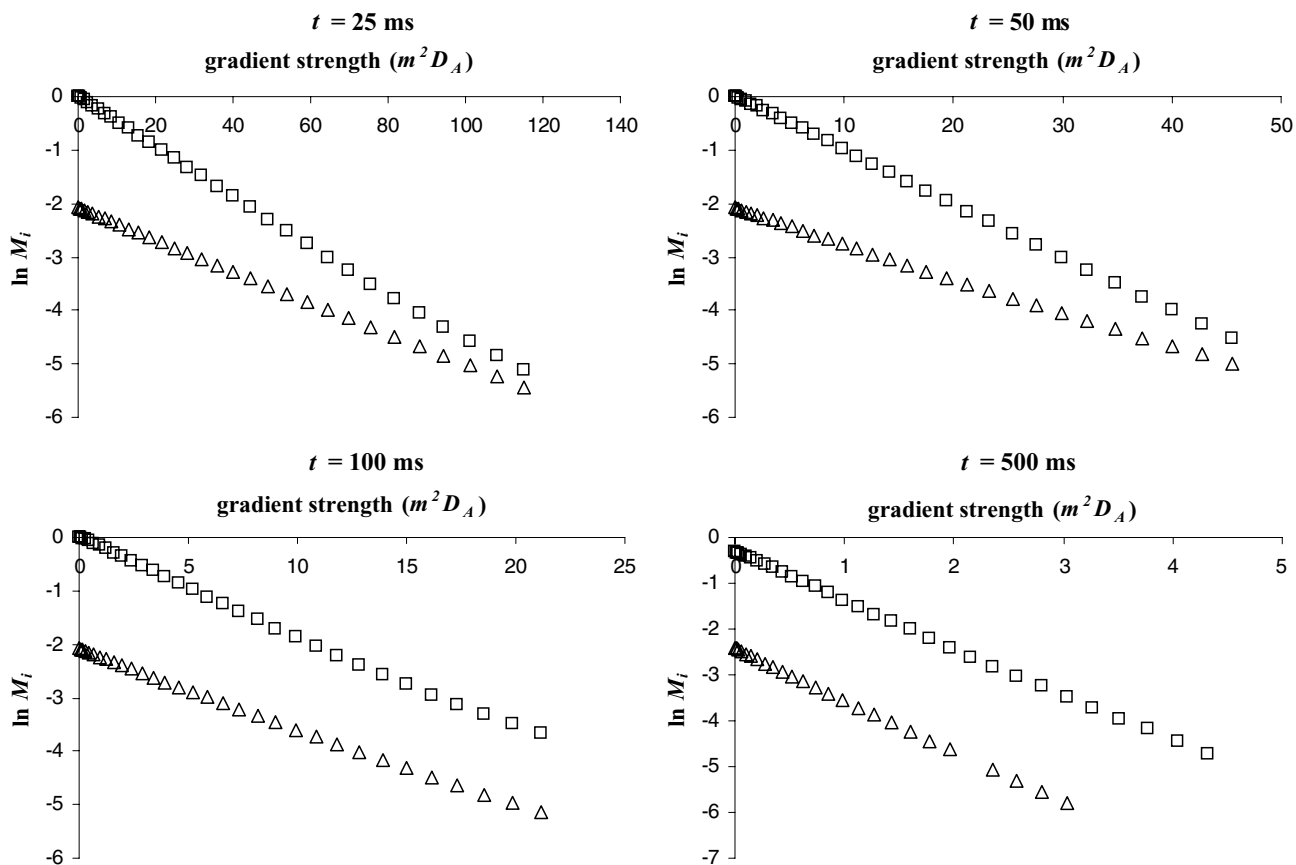 t = 25 ms
gradient strength (m²D_A)
0 20 40 60 80 100 120 140
0
-1
-2
-3
-4
-5
-6
ln M_i
t = 50 ms
gradient strength (m²D_A)
0 10 20 30 40 50
0
-1
-2
-3
-4
-5
-6
ln M_i
t = 100 ms
gradient strength (m²D_A)
0 5 10 15 20 25
0
-1
-2
-3
-4
-5
-6
ln M_i
t = 500 ms
gradient strength (m²D_A)
0 1 2 3 4 5
0
-1
-2
-3
-4
-5
-6
-7
ln M_i